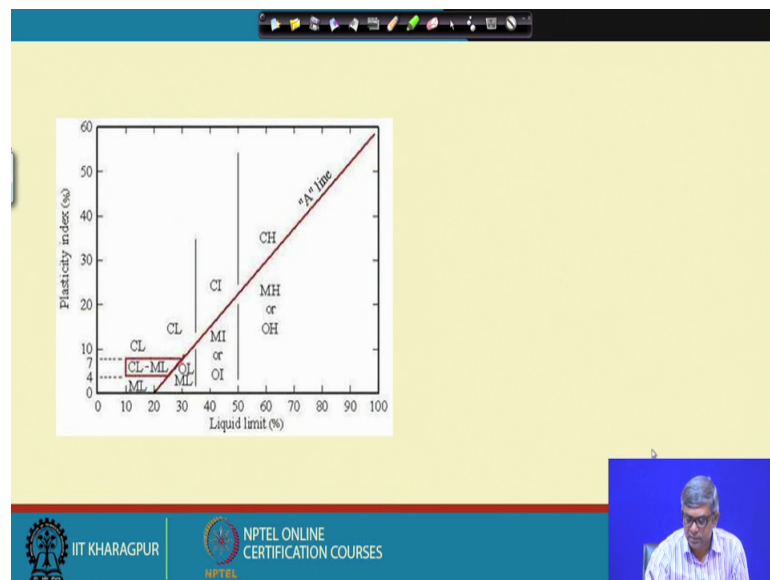 60
50
40
30
20
10
7
4
0
Plasticity index (%)
"A" line
CH
CI
MH
or
OH
CL
MI
or
OI
CL
CL-ML
OL
ML
ML
0 10 20 30 40 50 60 70 80 90 100
Liquid limit (%)
IIT KHARAGPUR
NPTEL
NPTEL ONLINE
CERTIFICATION COURSES